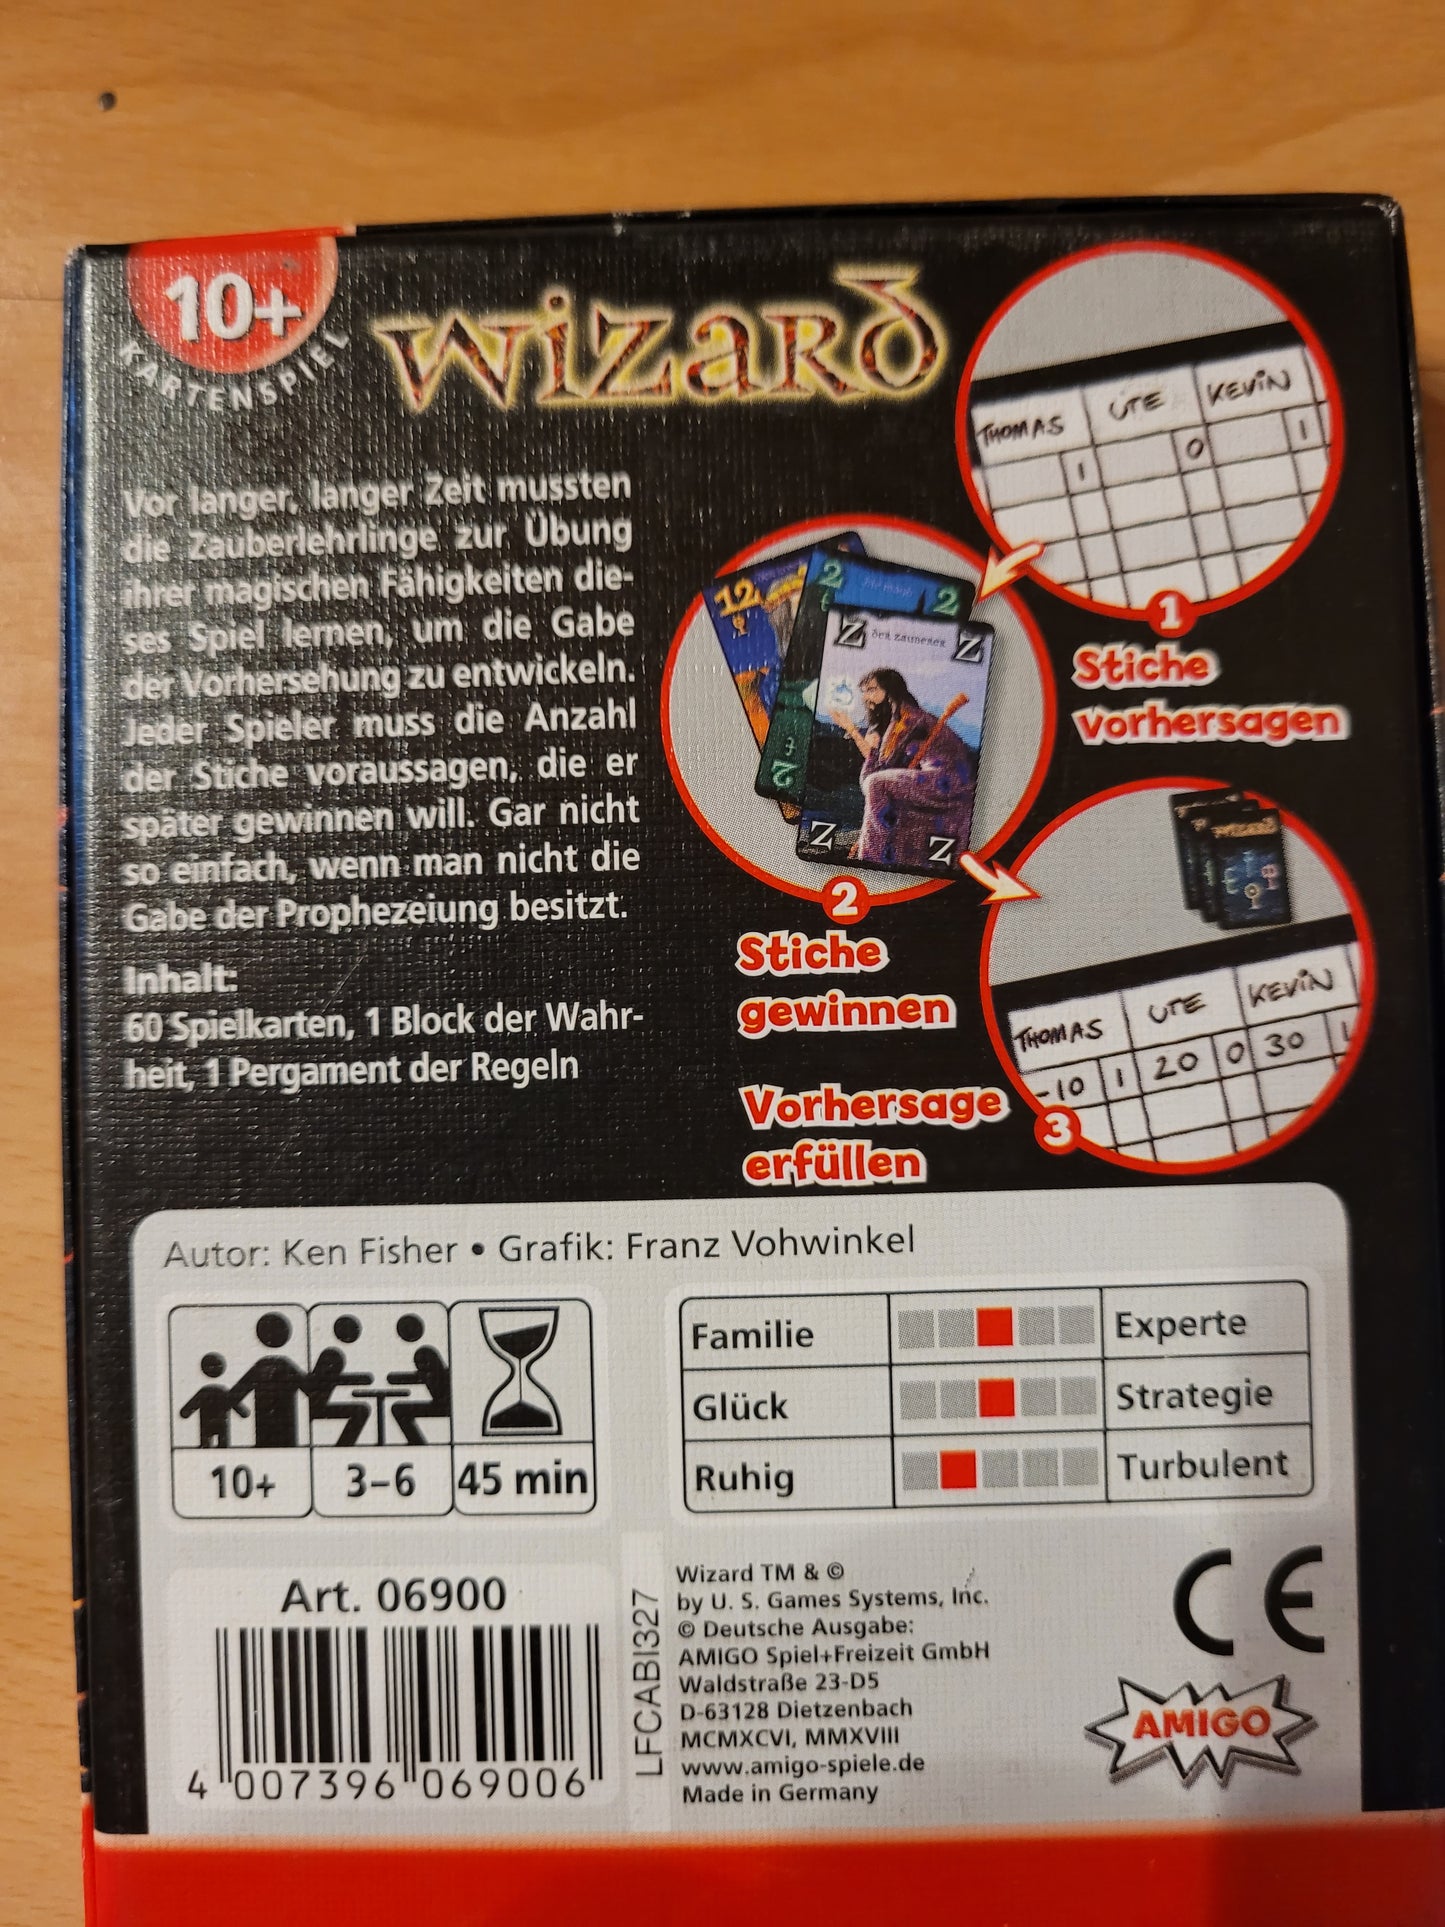 10+
KARTENSPIEL
Wizard
Vor langer, langer Zeit mussten
die Zauberlehrlinge zur Übung
ihrer magischen Fähigkeiten die-
ses Spiel lernen, um die Gabe
der Vorhersehung zu entwickeln.
Jeder Spieler muss die Anzahl
der Stiche voraussagen, die er
später gewinnen will. Gar nicht
so einfach, wenn man nicht die
Gabe der Prophezeiung besitzt.
Inhalt:
60 Spielkarten, 1 Block der Wahr-
heit, 1 Pergament der Regeln
THOMAS UTE KEVIN
1 0 1
1
Stiche
vorhersagen
12
2 2
Z der Zauberer Z
2
Z Z
2
Stiche
gewinnen
Wizard
THOMAS UTE KEVIN
-10 1 20 0 30 1
3
Vorhersage
erfüllen
Autor: Ken Fisher • Grafik: Franz Vohwinkel
10+ 3–6 45 min
Familie Experte
Glück Strategie
Ruhig Turbulent
Art. 06900
4 007396 069006
LFCABI327
Wizard TM & ©
by U. S. Games Systems, Inc.
© Deutsche Ausgabe:
AMIGO Spiel+Freizeit GmbH
Waldstraße 23-D5
D-63128 Dietzenbach
MCMXCVI, MMXVIII
www.amigo-spiele.de
Made in Germany
CE
AMIGO